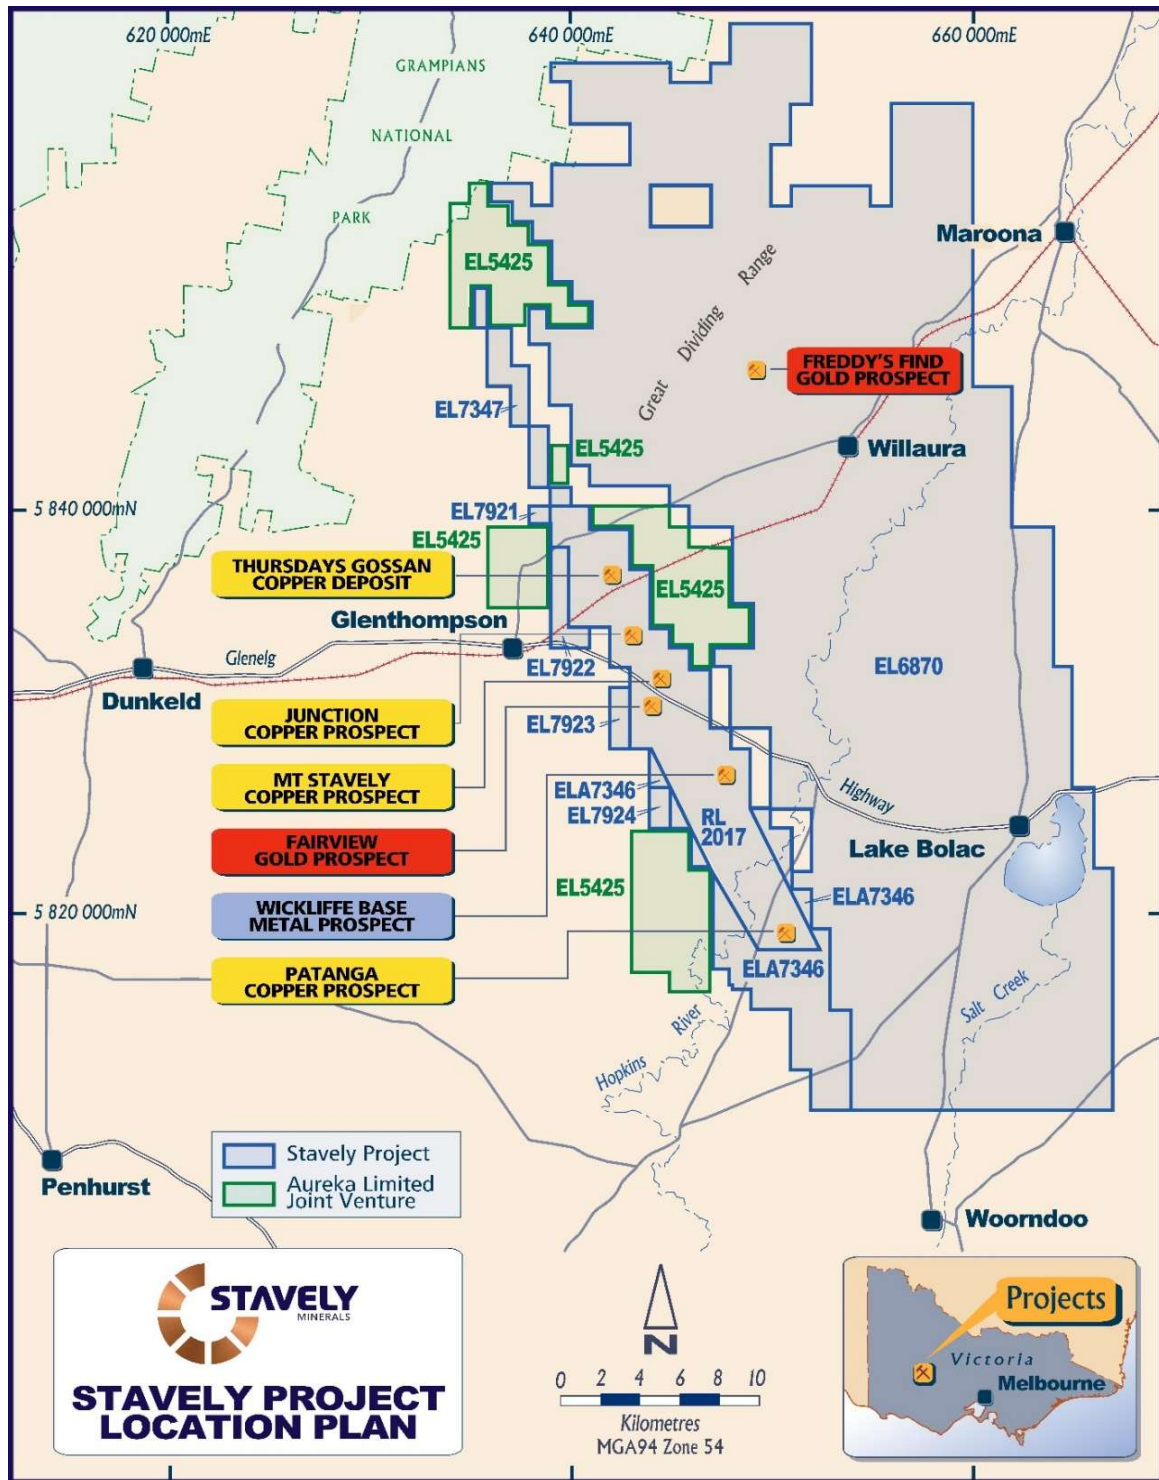 620 000mE
640 000mE
660 000mE
GRAMPIANS
NATIONAL
PARK
Maroona
EL5425
Great Dividing Range
FREDDY'S FIND
GOLD PROSPECT
EL7347
EL5425
Willaura
5 840 000mN
EL7921
EL5425
THURSDAYS GOSSAN
COPPER DEPOSIT
EL5425
Glenthompson
Glenelg
EL7922
EL6870
Dunkeld
JUNCTION
COPPER PROSPECT
EL7923
MT STAVELY
COPPER PROSPECT
ELA7346
EL7924
Highway
RL
2017
FAIRVIEW
GOLD PROSPECT
Lake Bolac
EL5425
ELA7346
WICKLIFFE BASE
METAL PROSPECT
5 820 000mN
ELA7346
PATANGA
COPPER PROSPECT
Salt Creek
Hopkins River
Stavely Project
Aureka Limited
Joint Venture
Penhurst
Woorndoo
STAVELY
MINERALS
STAVELY PROJECT
LOCATION PLAN
N
0 2 4 6 8 10
Kilometres
MGA94 Zone 54
Projects
Victoria
Melbourne